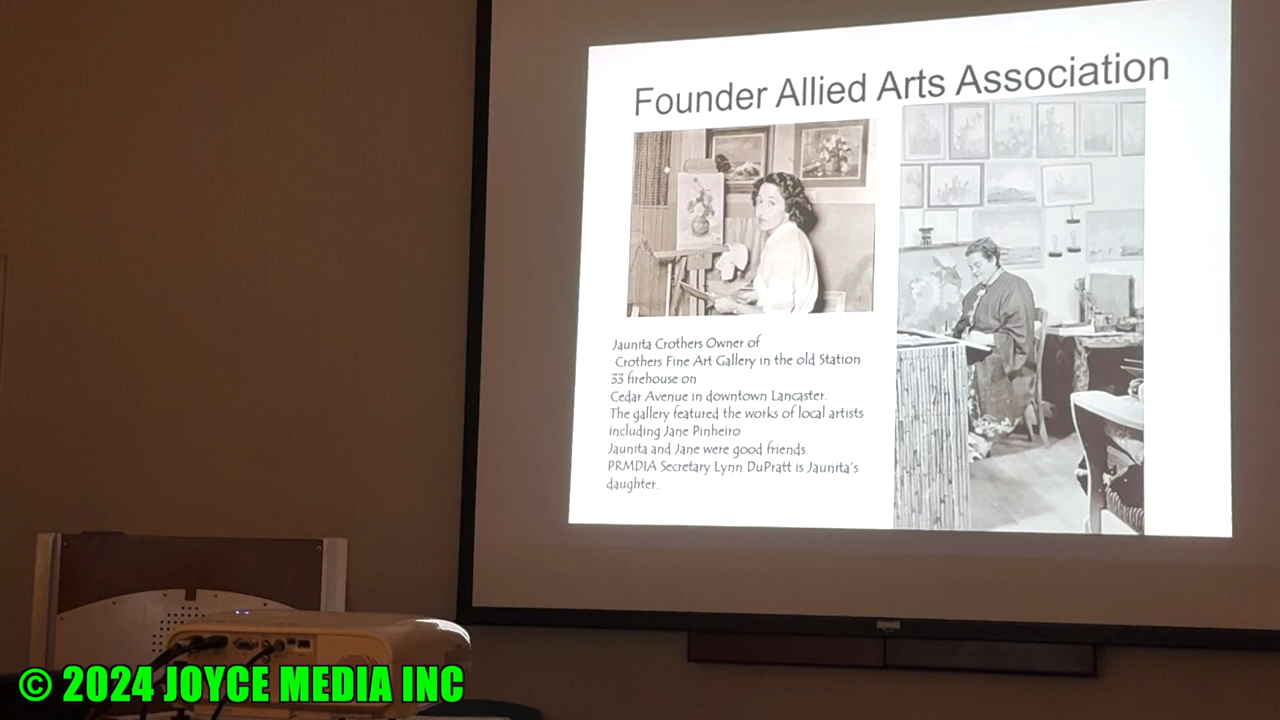 Founder Allied Arts Association
Jaunita Crothers Owner of
Crothers Fine Art Gallery in the old Station
33 firehouse on
Cedar Avenue in downtown Lancaster.
The gallery featured the works of local artists
including Jane Pinheiro
Jaunita and Jane were good friends.
PRMDIA Secretary Lynn DuPratt is Jaunita's
daughter.
© 2024 JOYCE MEDIA INC